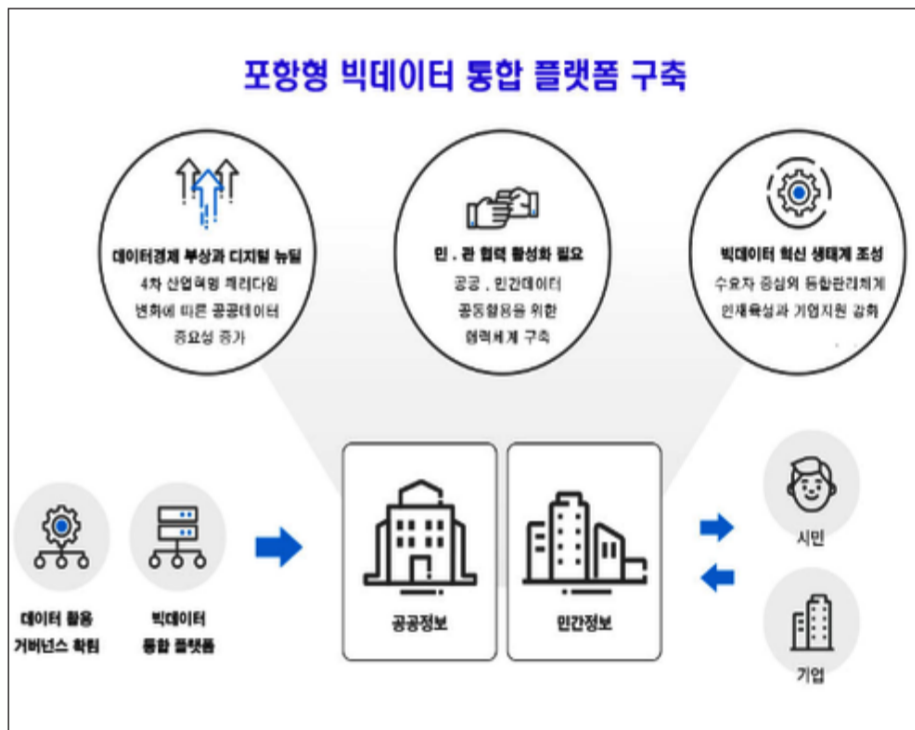 포항형 빅데이터 통합 플랫폼 구축
데이터경제 부상과 디지털 뉴딜
4차 산업혁명 패러다임
변화에 따른 공공데이터
중요성 증가
민 . 관 협력 활성화 필요
공공 , 민간데이터
공동활용을 위한
협력체계 구축
빅데이터 혁신 생태계 조성
수요자 중심의 통합관리체계
인재육성과 기업지원 강화
데이터 활용
거버넌스 확립
빅데이터
통합 플랫폼
공공정보
민간정보
시민
기업